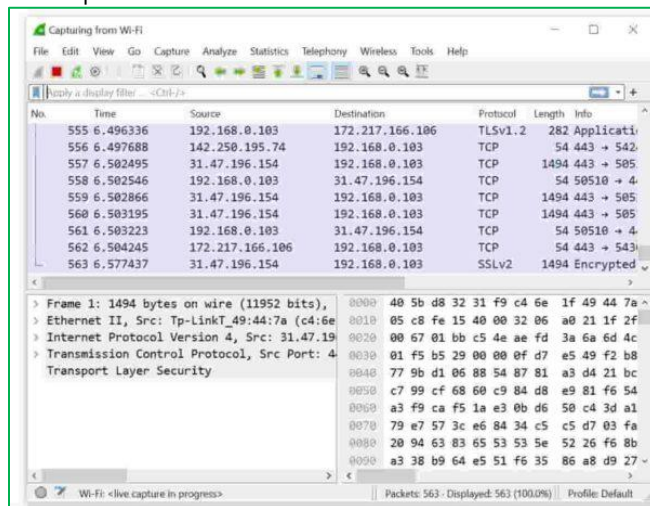 Capturing from Wi-Fi
File Edit View Go Capture Analyze Statistics Telephony Wireless Tools Help
Apply a display filter ... <Ctrl-/>
No. Time Source Destination Protocol Length Info
555 6.496336 192.168.0.103 172.217.166.106 TLSv1.2 282 Applicati
556 6.497688 142.250.195.74 192.168.0.103 TCP 54 443 → 542
557 6.502495 31.47.196.154 192.168.0.103 TCP 1494 443 → 505
558 6.502546 192.168.0.103 31.47.196.154 TCP 54 50510 → 4
559 6.502866 31.47.196.154 192.168.0.103 TCP 1494 443 → 505
560 6.503195 31.47.196.154 192.168.0.103 TCP 1494 443 → 505
561 6.503223 192.168.0.103 31.47.196.154 TCP 54 50510 → 4
562 6.504245 172.217.166.106 192.168.0.103 TCP 54 443 → 543
563 6.577437 31.47.196.154 192.168.0.103 SSLv2 1494 Encrypted
Frame 1: 1494 bytes on wire (11952 bits),
Ethernet II, Src: Tp-LinkT_49:44:7a (c4:6e
Internet Protocol Version 4, Src: 31.47.19
Transmission Control Protocol, Src Port: 4
Transport Layer Security
0000 40 5b d8 32 31 f9 c4 6e 1f 49 44 7a
0010 05 c8 fe 15 40 00 32 06 a0 21 1f 2f
0020 00 67 01 bb c5 4e ae fd 3a 6a 6d 4c
0030 01 f5 b5 29 00 00 0f d7 e5 49 f2 b8
0040 77 9b d1 06 88 54 87 81 a3 d4 21 bc
0050 c7 99 cf 68 60 c9 84 d8 e9 81 f6 54
0060 a3 f9 ca f5 1a e3 0b d6 50 c4 3d a1
0070 79 e7 57 3c e6 84 34 c5 c5 d7 03 fa
0080 20 94 63 83 65 53 53 5e 52 26 f6 8b
0090 a3 38 b9 64 e5 51 f6 35 86 a8 d9 27
Wi-Fi: <live capture in progress> Packets: 563 · Displayed: 563 (100.0%) Profile: Default